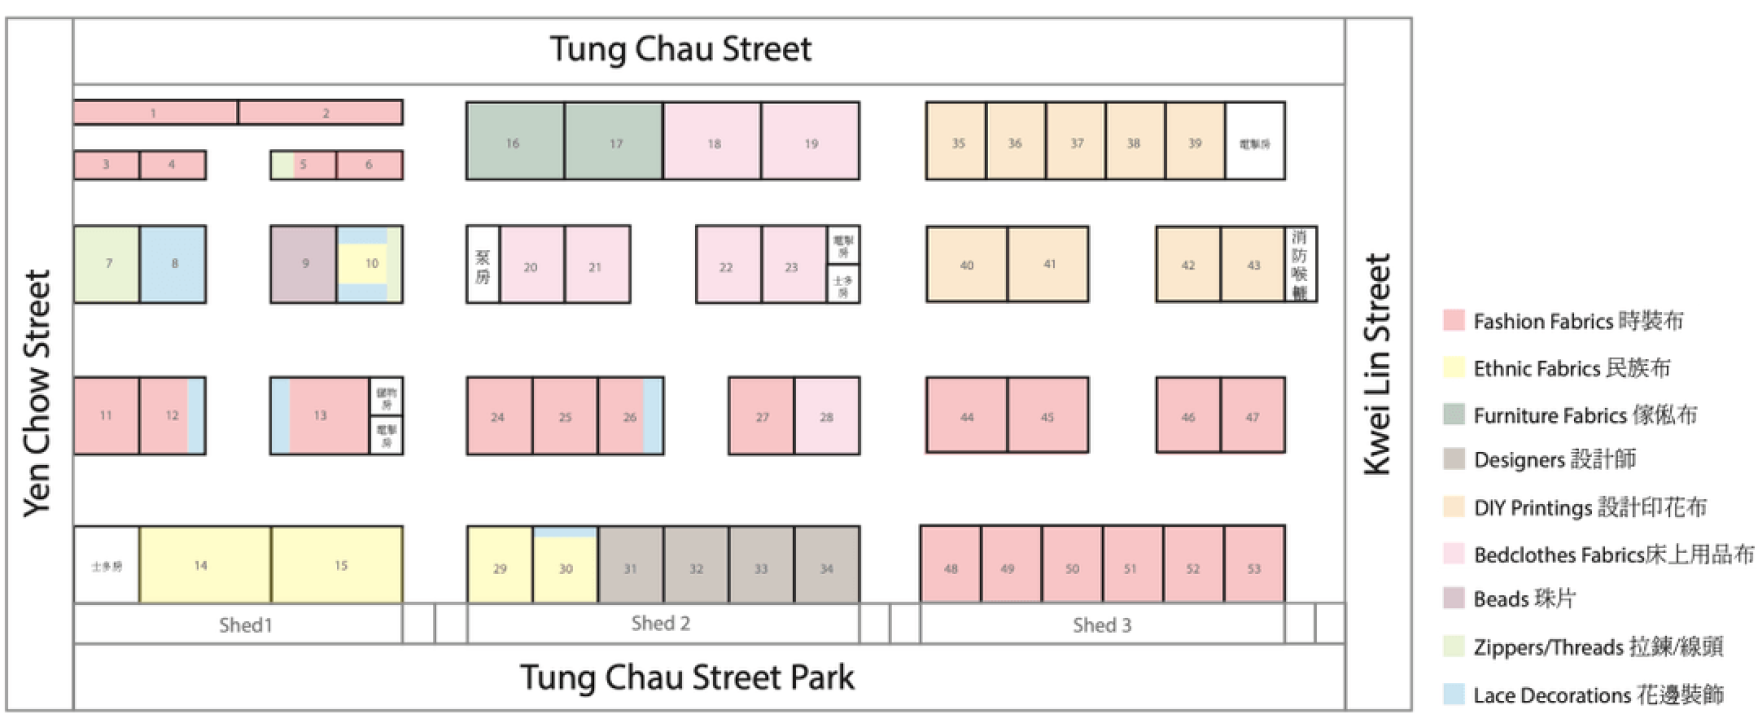 Tung Chau Street
Yen Chow Street
Kwei Lin Street
1 2
3 4 5 6
16 17 18 19
35 36 37 38 39 電掣房
7 8 9 10
泵房 20 21 22 23 電掣房 士多房
40 41 42 43 消防喉轆
11 12 13 儲物房 電掣房
24 25 26 27 28
44 45 46 47
士多房 14 15
29 30 31 32 33 34
48 49 50 51 52 53
Shed1 Shed 2 Shed 3
Tung Chau Street Park
Fashion Fabrics 時裝布
Ethnic Fabrics 民族布
Furniture Fabrics 傢俬布
Designers 設計師
DIY Printings 設計印花布
Bedclothes Fabrics床上用品布
Beads 珠片
Zippers/Threads 拉鍊/線頭
Lace Decorations 花邊裝飾